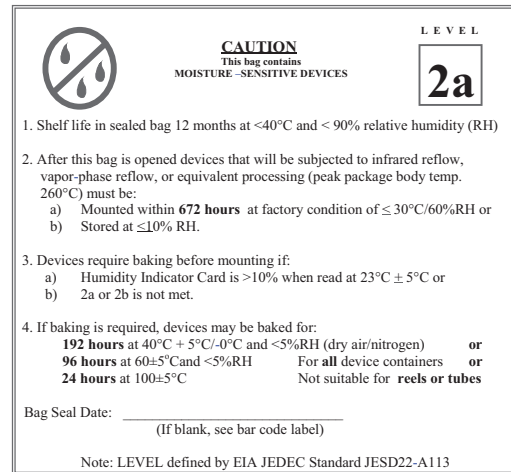 LEVEL
CAUTION
This bag contains
MOISTURE –SENSITIVE DEVICES
2a
1. Shelf life in sealed bag 12 months at <40°C and < 90% relative humidity (RH)
2. After this bag is opened devices that will be subjected to infrared reflow,
vapor-phase reflow, or equivalent processing (peak package body temp.
260°C) must be:
a) Mounted within 672 hours at factory condition of ≤ 30°C/60%RH or
b) Stored at ≤10% RH.
3. Devices require baking before mounting if:
a) Humidity Indicator Card is >10% when read at 23°C ± 5°C or
b) 2a or 2b is not met.
4. If baking is required, devices may be baked for:
192 hours at 40°C + 5°C/-0°C and <5%RH (dry air/nitrogen) or
96 hours at 60±5°Cand <5%RH For all device containers or
24 hours at 100±5°C Not suitable for reels or tubes
Bag Seal Date: ____________________________
(If blank, see bar code label)
Note: LEVEL defined by EIA JEDEC Standard JESD22-A113